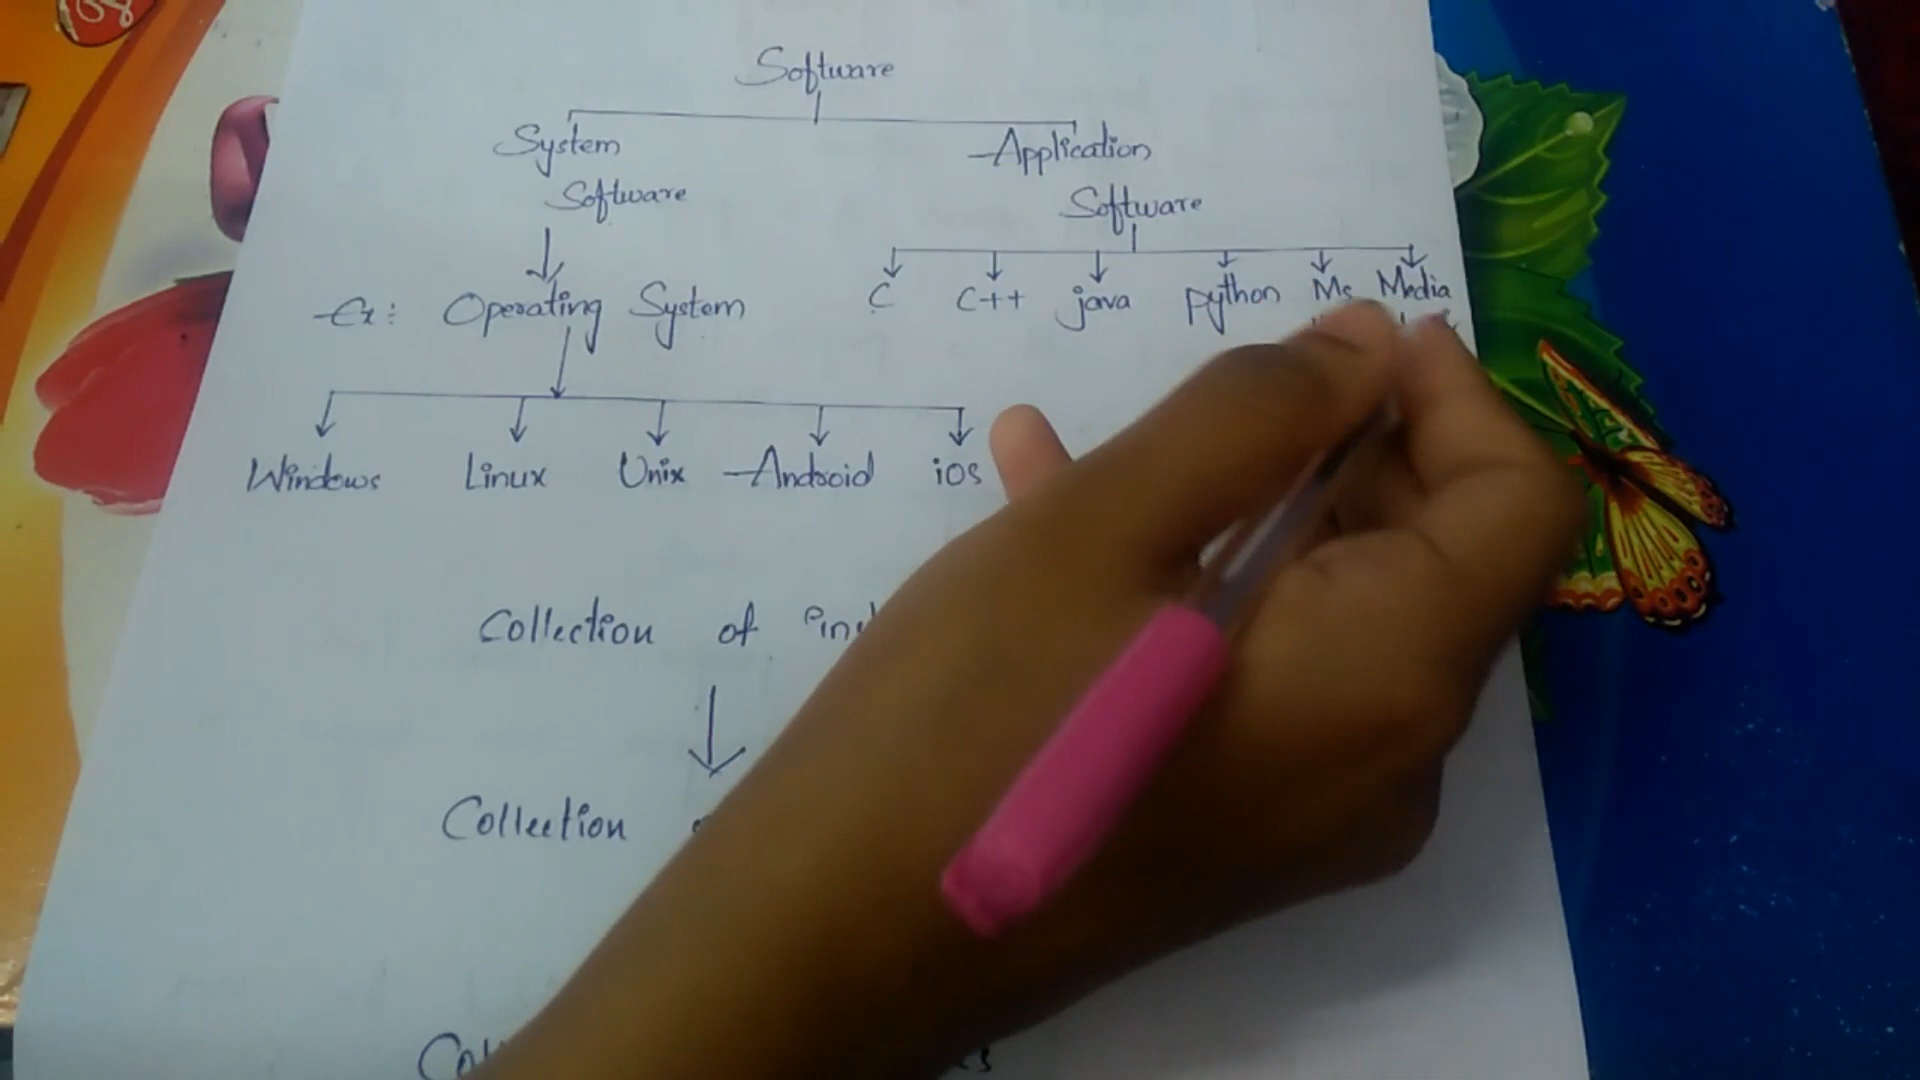 Software
System Application
Software Software
Ex: Operating System C C++ java python Ms Media
Windows Linux Unix Android iOS
Collection of
Collection